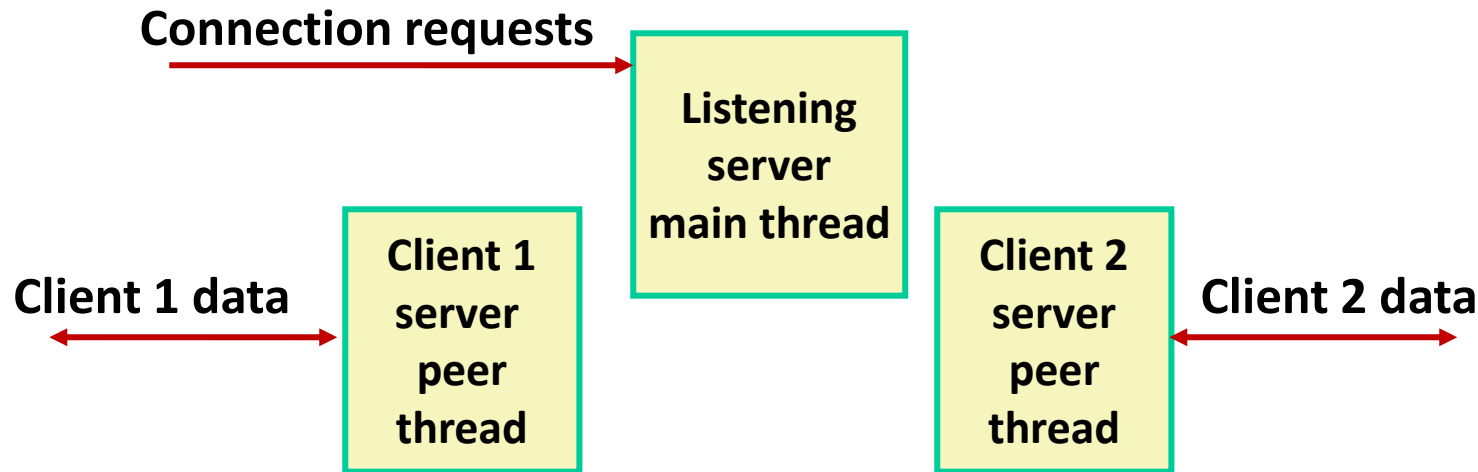 Connection requests
Listening
server
main thread
Client 1
server
peer
thread
Client 1 data
Client 2
server
peer
thread
Client 2 data